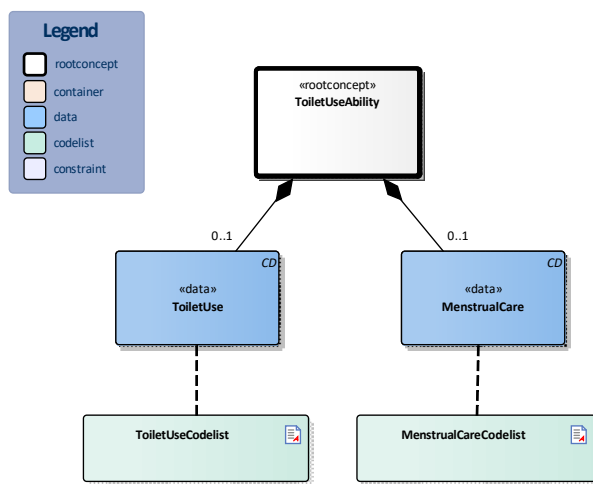 Legend
rootconcept
container
data
codelist
constraint
«rootconcept»
ToiletUseAbility
0..1
0..1
CD
«data»
ToiletUse
CD
«data»
MenstrualCare
ToiletUseCodelist
MenstrualCareCodelist